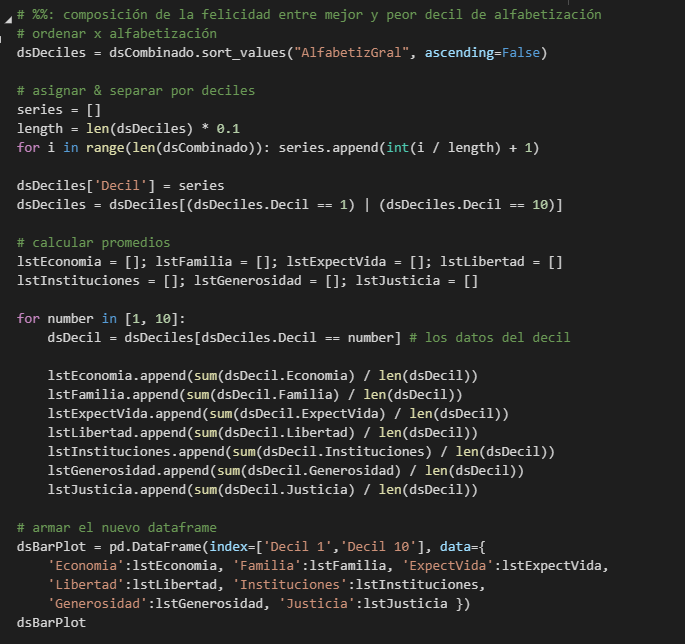 # %%: composición de la felicidad entre mejor y peor decil de alfabetización
# ordenar x alfabetización
dsDeciles = dsCombinado.sort_values("AlfabetizGral", ascending=False)

# asignar & separar por deciles
series = []
length = len(dsDeciles) * 0.1
for i in range(len(dsCombinado)): series.append(int(i / length) + 1)

dsDeciles['Decil'] = series
dsDeciles = dsDeciles[(dsDeciles.Decil == 1) | (dsDeciles.Decil == 10)]

# calcular promedios
lstEconomia = []; lstFamilia = []; lstExpectVida = []; lstLibertad = []
lstInstituciones = []; lstGenerosidad = []; lstJusticia = []

for number in [1, 10]:
    dsDecil = dsDeciles[dsDeciles.Decil == number] # los datos del decil

    lstEconomia.append(sum(dsDecil.Economia) / len(dsDecil))
    lstFamilia.append(sum(dsDecil.Familia) / len(dsDecil))
    lstExpectVida.append(sum(dsDecil.ExpectVida) / len(dsDecil))
    lstLibertad.append(sum(dsDecil.Libertad) / len(dsDecil))
    lstInstituciones.append(sum(dsDecil.Instituciones) / len(dsDecil))
    lstGenerosidad.append(sum(dsDecil.Generosidad) / len(dsDecil))
    lstJusticia.append(sum(dsDecil.Justicia) / len(dsDecil))

# armar el nuevo dataframe
dsBarPlot = pd.DataFrame(index=['Decil 1','Decil 10'], data={
    'Economia':lstEconomia, 'Familia':lstFamilia, 'ExpectVida':lstExpectVida,
    'Libertad':lstLibertad, 'Instituciones':lstInstituciones,
    'Generosidad':lstGenerosidad, 'Justicia':lstJusticia })
dsBarPlot